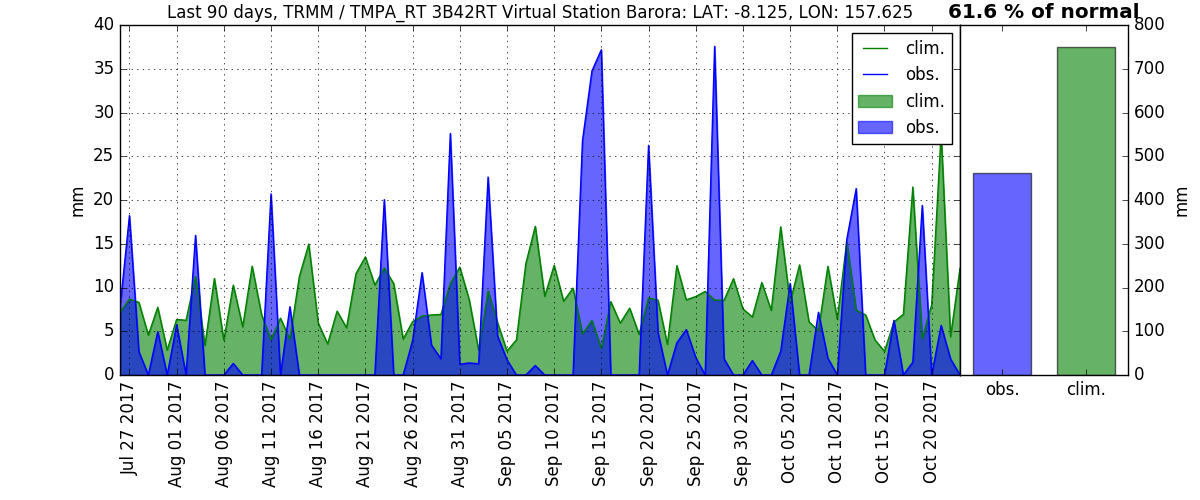 Last 90 days, TRMM / TMPA_RT 3B42RT Virtual Station Barora: LAT: -8.125, LON: 157.625
61.6 % of normal
40
35
30
25
20
15
10
5
0
mm
clim.
obs.
clim.
obs.
800
700
600
500
400
300
200
100
0
mm
Jul 27 2017
Aug 01 2017
Aug 06 2017
Aug 11 2017
Aug 16 2017
Aug 21 2017
Aug 26 2017
Aug 31 2017
Sep 05 2017
Sep 10 2017
Sep 15 2017
Sep 20 2017
Sep 25 2017
Sep 30 2017
Oct 05 2017
Oct 10 2017
Oct 15 2017
Oct 20 2017
obs.
clim.